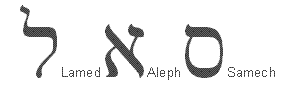 ל Lamed א Aleph ס Samech